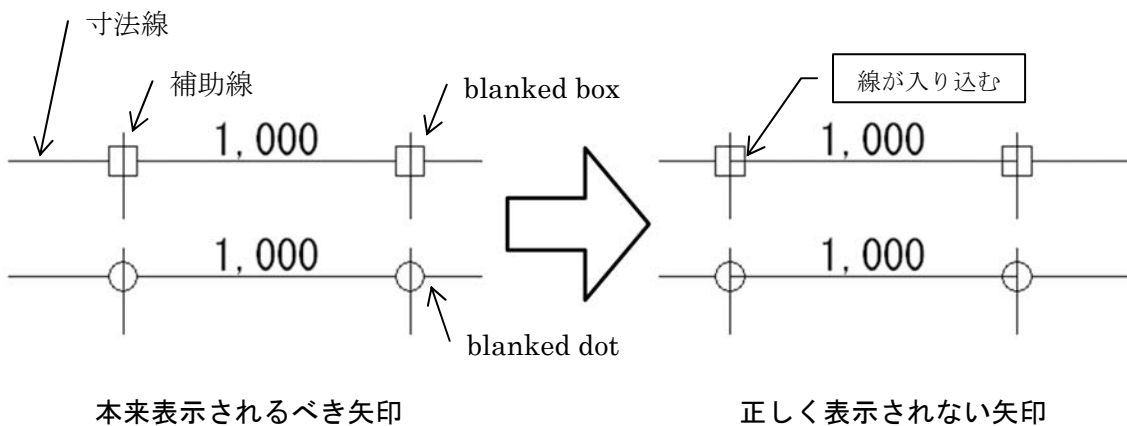 寸法線
補助線
blanked box
線が入り込む
1,000
1,000
1,000
1,000
blanked dot
本来表示されるべき矢印
正しく表示されない矢印